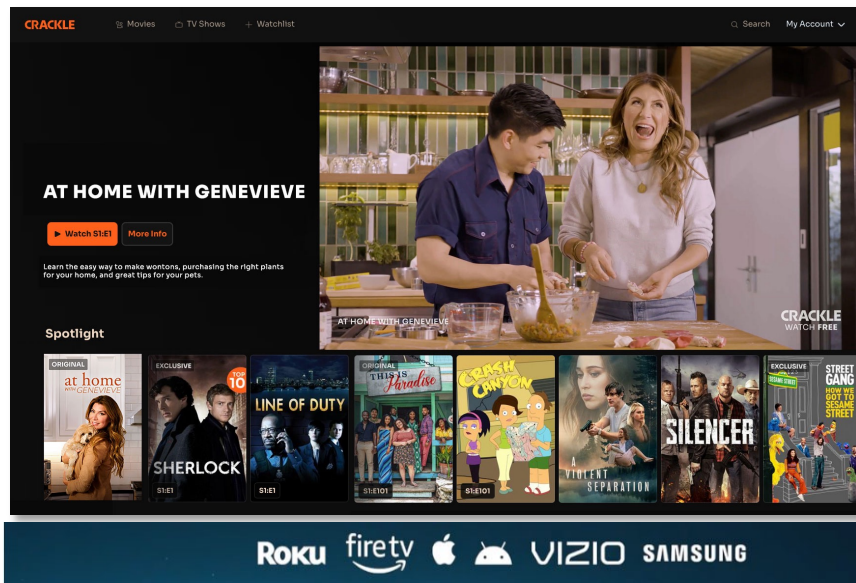 CRACKLE
Movies
TV Shows
Watchlist
Search
My Account
AT HOME WITH GENEVIEVE
Watch S1:E1
More Info
Learn the easy way to make wontons, purchasing the right plants
for your home, and great tips for your pets.
AT HOME WITH GENEVIEVE
CRACKLE
WATCH FREE
Spotlight
ORIGINAL
at home
WITH GENEVIEVE
EXCLUSIVE
TOP
10
SHERLOCK
S1:E1
LINE OF DUTY
S1:E1
ORIGINAL
THIS IS
Paradise
S1:E101
CRASH
CANYON
S1:E101
A
VIOLENT
SEPARATION
SILENCER
EXCLUSIVE
SESAME STREET
STREET
GANG
HOW WE
GOT TO
SESAME
STREET
ROKU
firetv
VIZIO
SAMSUNG